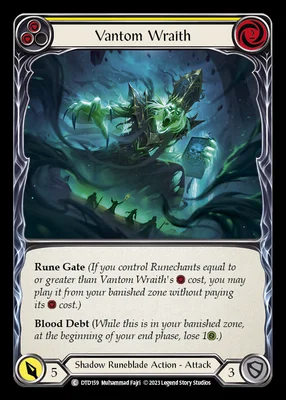 Vantom Wraith
Rune Gate (If you control Runechants equal to
or greater than Vantom Wraith's cost, you may
play it from your banished zone without paying
its cost.)
Blood Debt (While this is in your banished zone,
at the beginning of your end phase, lose 1.)
5
Shadow Runeblade Action - Attack
3
C DTD159 Muhammad Fajri © 2023 Legend Story Studios